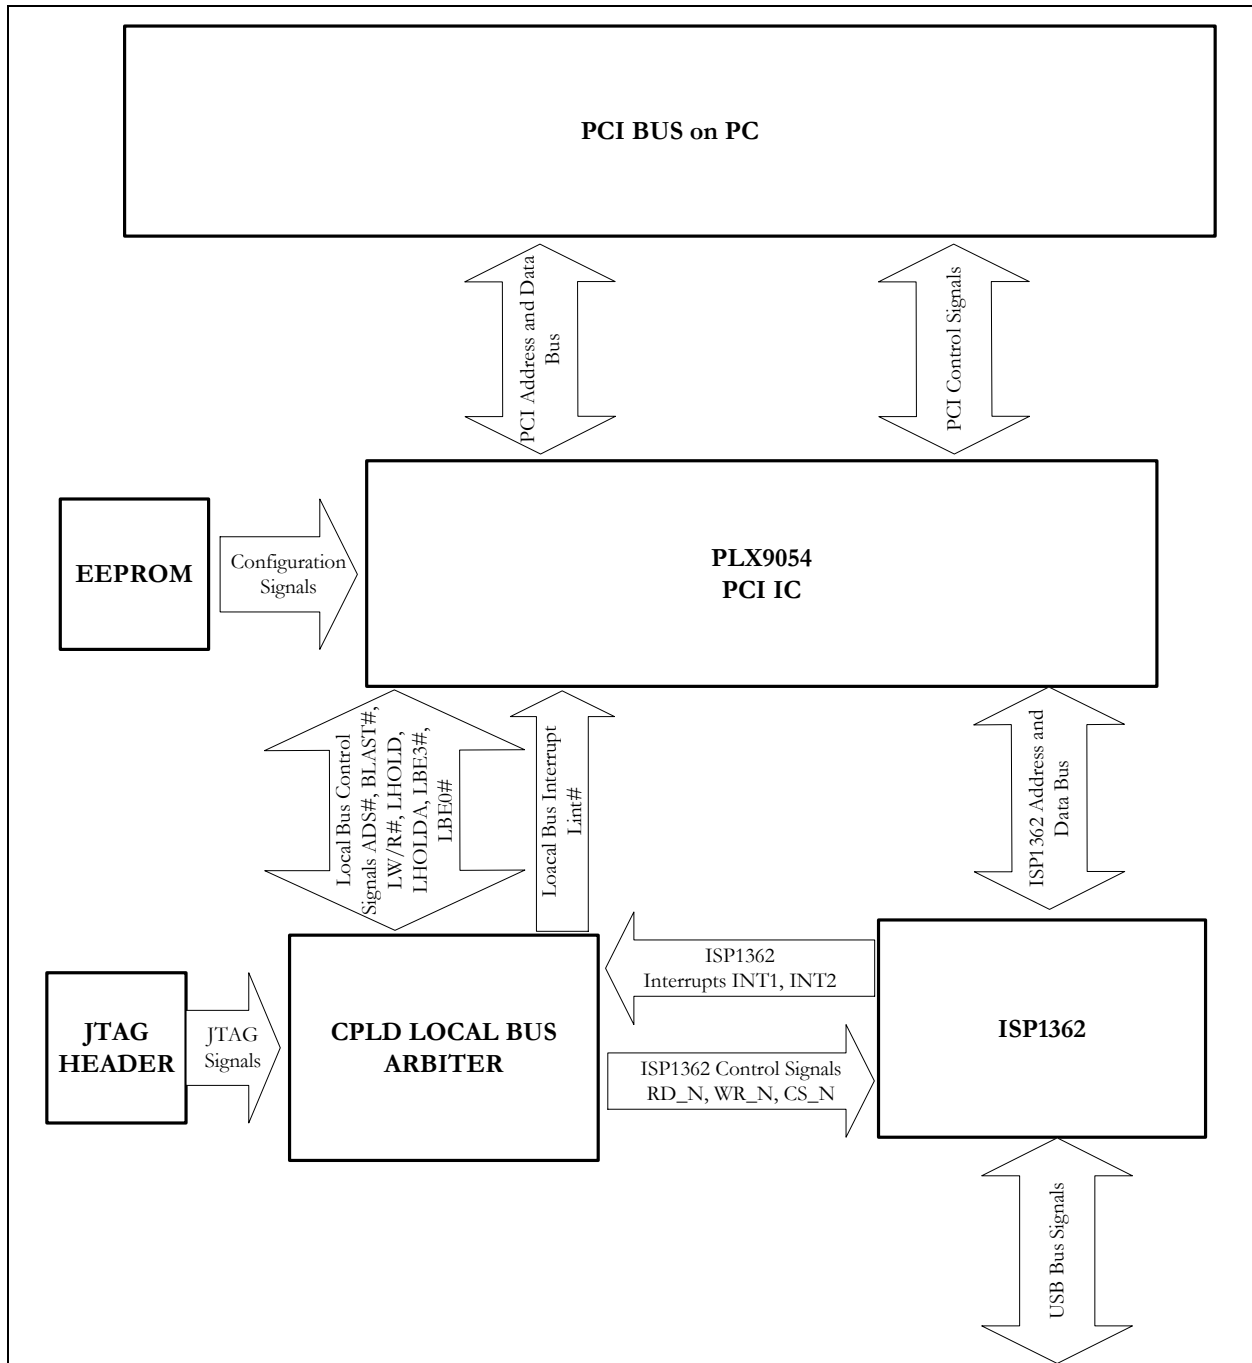 PCI BUS on PC
PCI Address and Data
Bus
PCI Control Signals
EEPROM
Configuration
Signals
PLX9054
PCI IC
Local Bus Control
Signals ADS#, BLAST#,
LW/R#, LHOLD,
LHOLDA, LBE3#,
LBE0#
Loacal Bus Interrupt
Lint#
ISP1362 Address and
Data Bus
JTAG
HEADER
JTAG
Signals
CPLD LOCAL BUS
ARBITER
ISP1362
Interrupts INT1, INT2
ISP1362 Control Signals
RD_N, WR_N, CS_N
ISP1362
USB Bus Signals